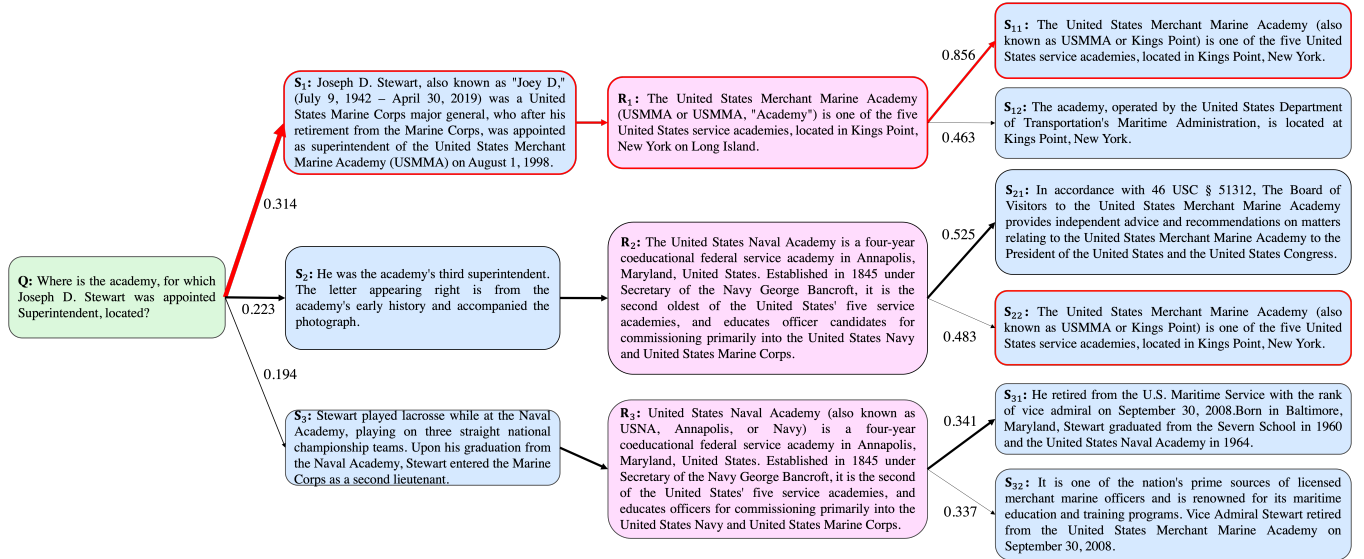 Q: Where is the academy, for which
Joseph D. Stewart was appointed
Superintendent, located?
0.314
0.223
0.194
S1: Joseph D. Stewart, also known as "Joey D,"
(July 9, 1942 – April 30, 2019) was a United
States Marine Corps major general, who after his
retirement from the Marine Corps, was appointed
as superintendent of the United States Merchant
Marine Academy (USMMA) on August 1, 1998.
S2: He was the academy's third superintendent.
The letter appearing right is from the
academy's early history and accompanied the
photograph.
S3: Stewart played lacrosse while at the Naval
Academy, playing on three straight national
championship teams. Upon his graduation from
the Naval Academy, Stewart entered the Marine
Corps as a second lieutenant.
R1: The United States Merchant Marine Academy
(USMMA or USMMA, "Academy") is one of the five
United States service academies, located in Kings Point,
New York on Long Island.
R2: The United States Naval Academy is a four-year
coeducational federal service academy in Annapolis,
Maryland, United States. Established in 1845 under
Secretary of the Navy George Bancroft, it is the
second oldest of the United States' five service
academies, and educates officer candidates for
commissioning primarily into the United States Navy
and United States Marine Corps.
R3: United States Naval Academy (also known as
USNA, Annapolis, or Navy) is a four-year
coeducational federal service academy in Annapolis,
Maryland, United States. Established in 1845 under
Secretary of the Navy George Bancroft, it is the second
of the United States' five service academies, and
educates officers for commissioning primarily into the
United States Navy and United States Marine Corps.
0.856
0.463
0.525
0.483
0.341
0.337
S11: The United States Merchant Marine Academy (also
known as USMMA or Kings Point) is one of the five United
States service academies, located in Kings Point, New York.
S12: The academy, operated by the United States Department
of Transportation's Maritime Administration, is located at
Kings Point, New York.
S21: In accordance with 46 USC § 51312, The Board of
Visitors to the United States Merchant Marine Academy
provides independent advice and recommendations on matters
relating to the United States Merchant Marine Academy to the
President of the United States and the United States Congress.
S22: The United States Merchant Marine Academy (also
known as USMMA or Kings Point) is one of the five United
States service academies, located in Kings Point, New York.
S31: He retired from the U.S. Maritime Service with the rank
of vice admiral on September 30, 2008.Born in Baltimore,
Maryland, Stewart graduated from the Severn School in 1960
and the United States Naval Academy in 1964.
S32: It is one of the nation's prime sources of licensed
merchant marine officers and is renowned for its maritime
education and training programs. Vice Admiral Stewart retired
from the United States Merchant Marine Academy on
September 30, 2008.